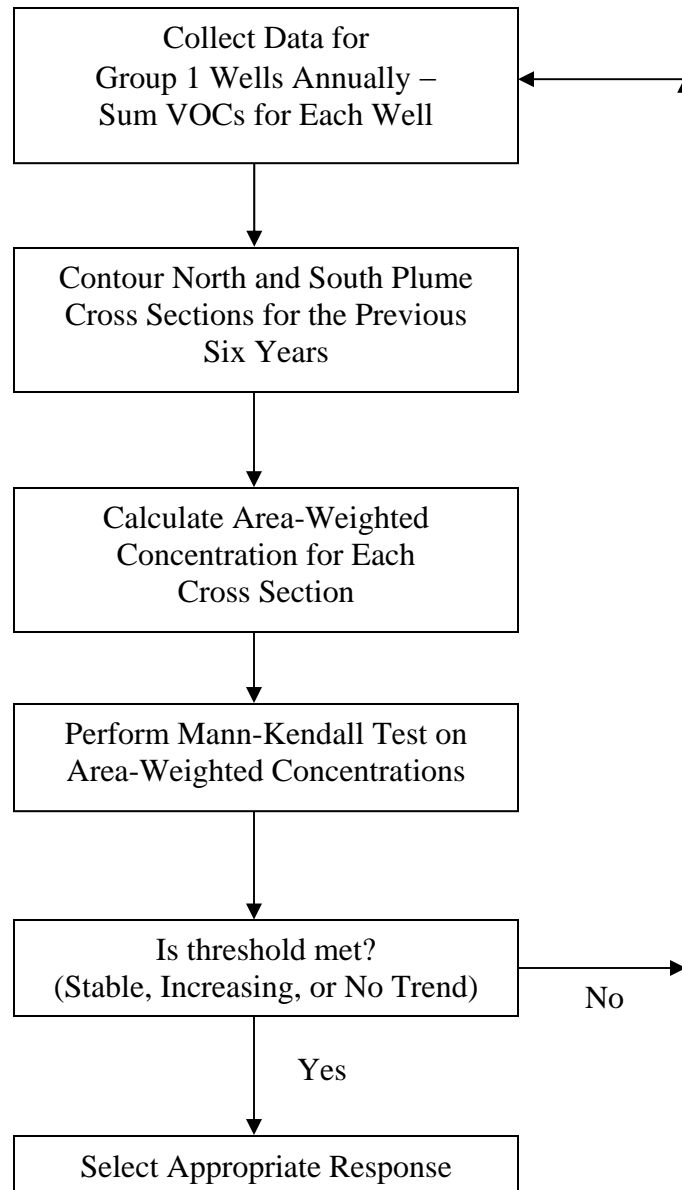 Collect Data for
Group 1 Wells Annually –
Sum VOCs for Each Well
Contour North and South Plume
Cross Sections for the Previous
Six Years
Calculate Area-Weighted
Concentration for Each
Cross Section
Perform Mann-Kendall Test on
Area-Weighted Concentrations
Is threshold met?
(Stable, Increasing, or No Trend)
No
Yes
Select Appropriate Response